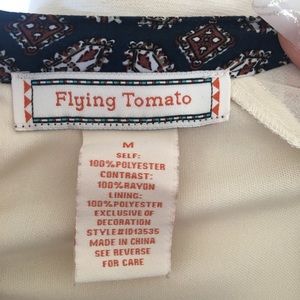 Flying Tomato
M
SELF:
100%POLYESTER
CONTRAST:
100%RAYON
LINING:
100%POLYESTER
EXCLUSIVE OF
DECORATION
STYLE#ID13535
MADE IN CHINA
SEE REVERSE
FOR CARE